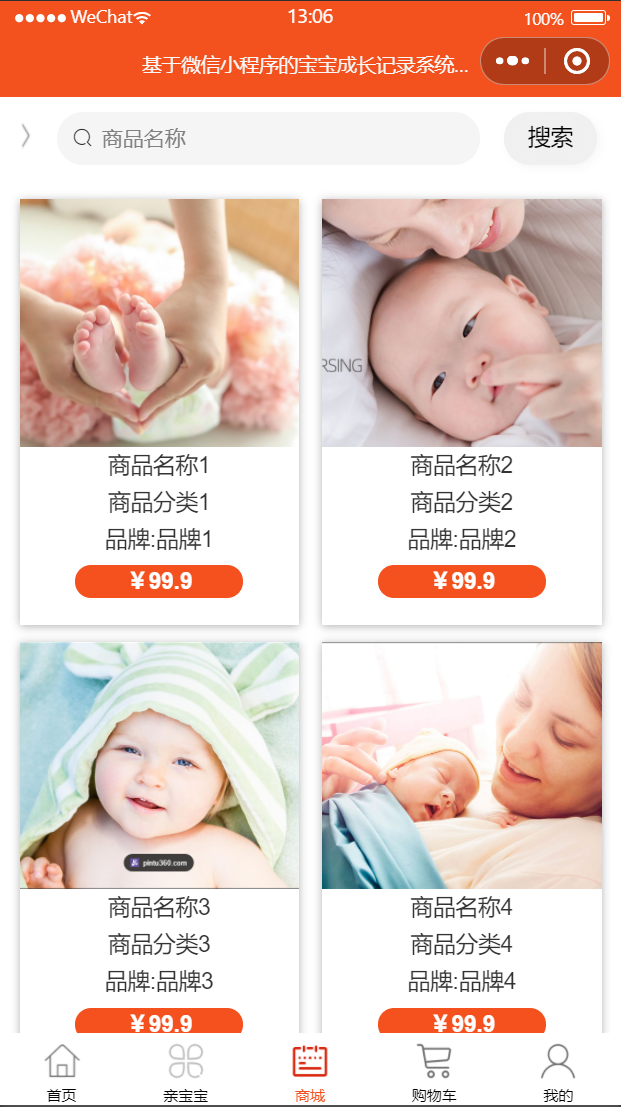 WeChat 13:06 100%
基于微信小程序的宝宝成长记录系统...
商品名称 搜索
RSING
商品名称1 商品名称2
商品分类1 商品分类2
品牌:品牌1 品牌:品牌2
￥99.9 ￥99.9
pintu360.com
商品名称3 商品名称4
商品分类3 商品分类4
品牌:品牌3 品牌:品牌4
￥99.9 ￥99.9
首页 亲宝宝 商城 购物车 我的